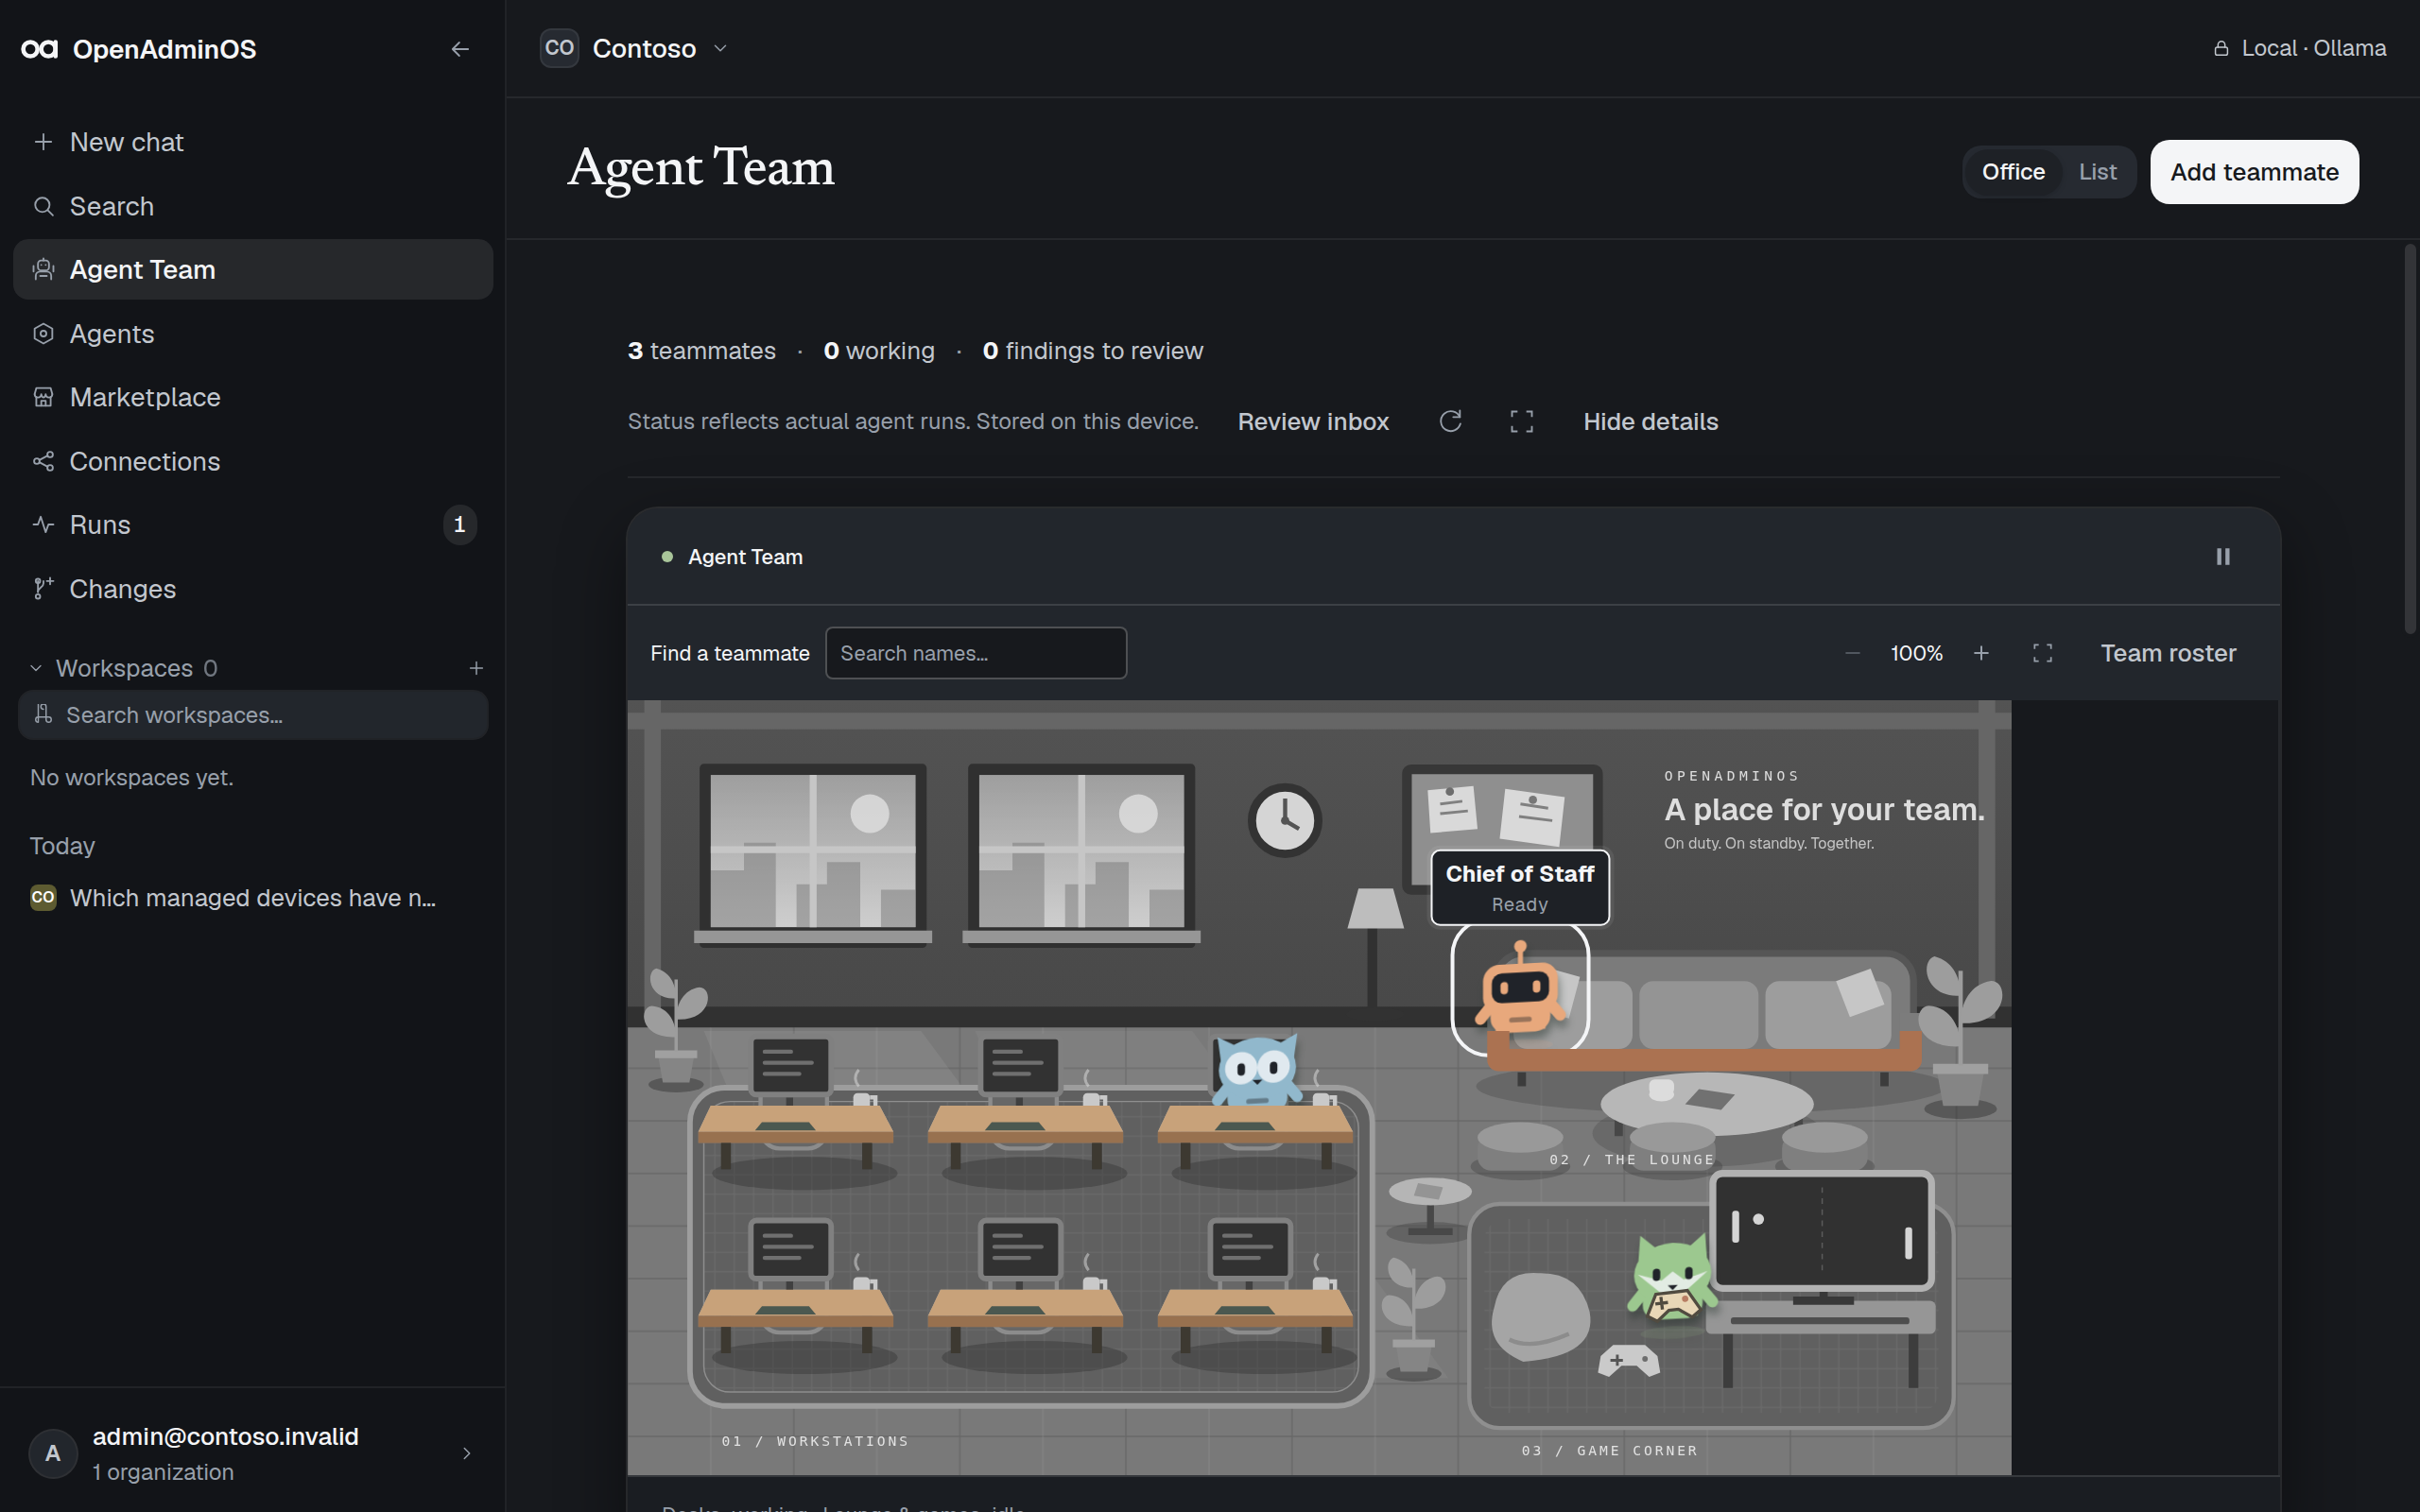 OpenAdminOS
New chat
Search
Agent Team
Agents
Marketplace
Connections
Runs 1
Changes
Workspaces 0
Search workspaces...
No workspaces yet.
Today
CO Which managed devices have n...
A
admin@contoso.invalid
1 organization
CO Contoso
Local · Ollama
Agent Team
Office List Add teammate
3 teammates · 0 working · 0 findings to review
Status reflects actual agent runs. Stored on this device. Review inbox Hide details
Agent Team
Find a teammate Search names... 100% Team roster
OPENADMINOS
A place for your team.
On duty. On standby. Together.
Chief of Staff
Ready
02 / THE LOUNGE
01 / WORKSTATIONS
03 / GAME CORNER